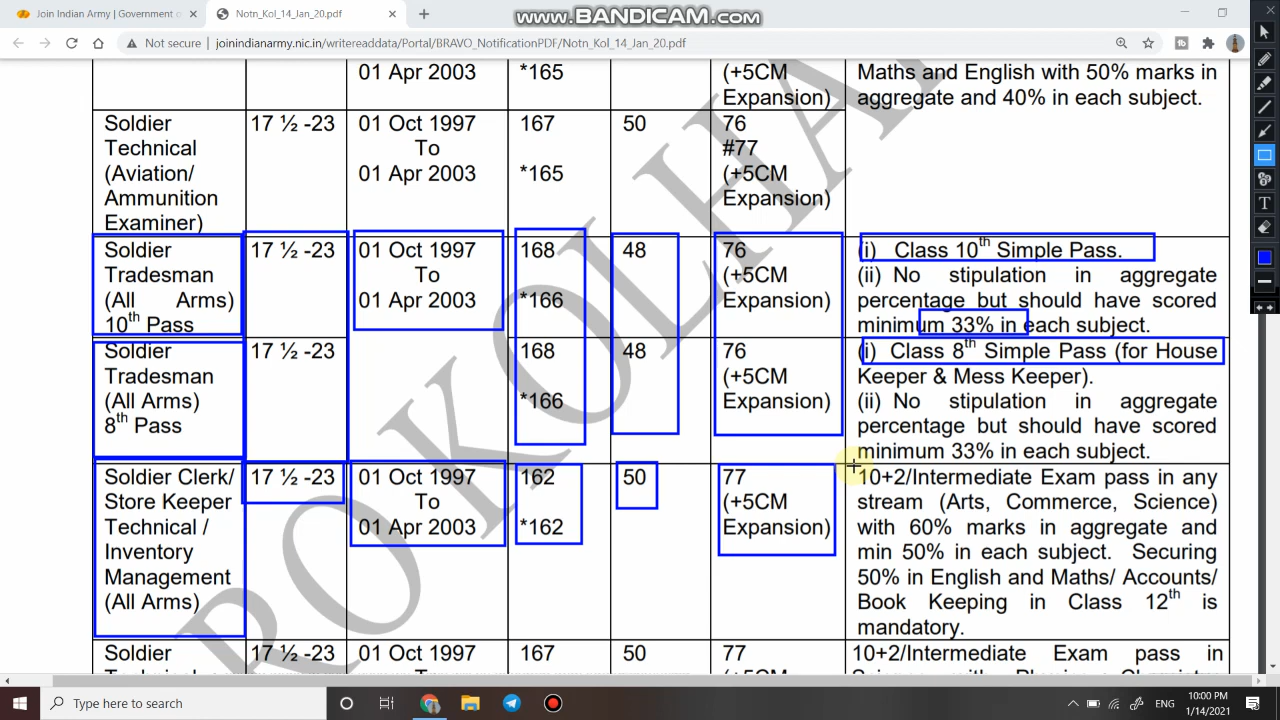 Join Indian Army | Government o
Notn_Kol_14_Jan_20.pdf
www.BANDICAM.com
Not secure | joinindianarmy.nic.in/writereaddata/Portal/BRAVO_NotificationPDF/Notn_Kol_14_Jan_20.pdf
01 Apr 2003 *165 (+5CM Maths and English with 50% marks in
Expansion) aggregate and 40% in each subject.
Soldier 17 ½ -23 01 Oct 1997 167 50 76
Technical To #77
(Aviation/ 01 Apr 2003 *165 (+5CM
Ammunition Expansion)
Examiner)
Soldier 17 ½ -23 01 Oct 1997 168 48 76 (i) Class 10th Simple Pass.
Tradesman To (+5CM (ii) No stipulation in aggregate
(All Arms) 01 Apr 2003 *166 Expansion) percentage but should have scored
10th Pass minimum 33% in each subject.
Soldier 17 ½ -23 168 48 76 (i) Class 8th Simple Pass (for House
Tradesman (+5CM Keeper & Mess Keeper).
(All Arms) *166 Expansion) (ii) No stipulation in aggregate
8th Pass percentage but should have scored
minimum 33% in each subject.
Soldier Clerk/ 17 ½ -23 01 Oct 1997 162 50 77 10+2/Intermediate Exam pass in any
Store Keeper To (+5CM stream (Arts, Commerce, Science)
Technical / 01 Apr 2003 *162 Expansion) with 60% marks in aggregate and
Inventory min 50% in each subject. Securing
Management 50% in English and Maths/ Accounts/
(All Arms) Book Keeping in Class 12th is
mandatory.
Soldier 17 ½ -23 01 Oct 1997 167 50 77 10+2/Intermediate Exam pass in
RO KOLHA
Type here to search
ENG
10:00 PM
1/14/2021